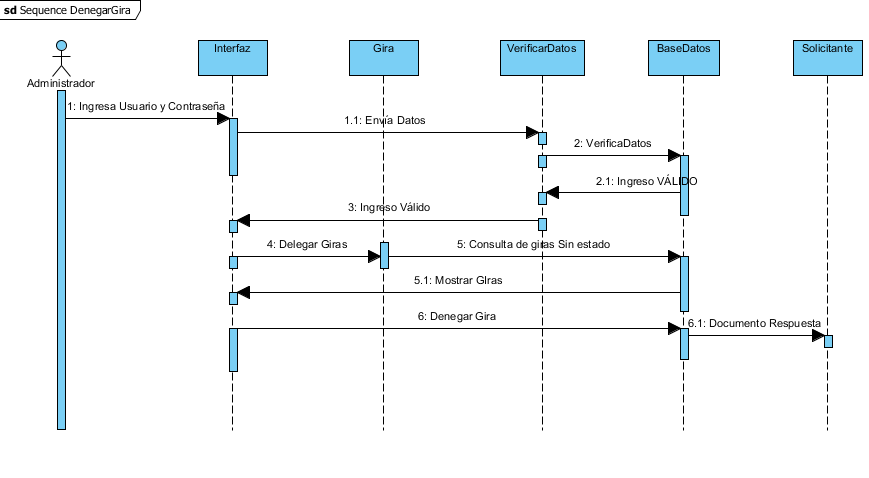 sd Sequence DenegarGira
Interfaz
Gira
VerificarDatos
BaseDatos
Solicitante
Administrador
1: Ingresa Usuario y Contraseña
1.1: Envía Datos
2: VerificaDatos
2.1: Ingreso VÁLIDO
3: Ingreso Válido
4: Delegar Giras
5: Consulta de giras Sin estado
5.1: Mostrar GIras
6: Denegar Gira
6.1: Documento Respuesta